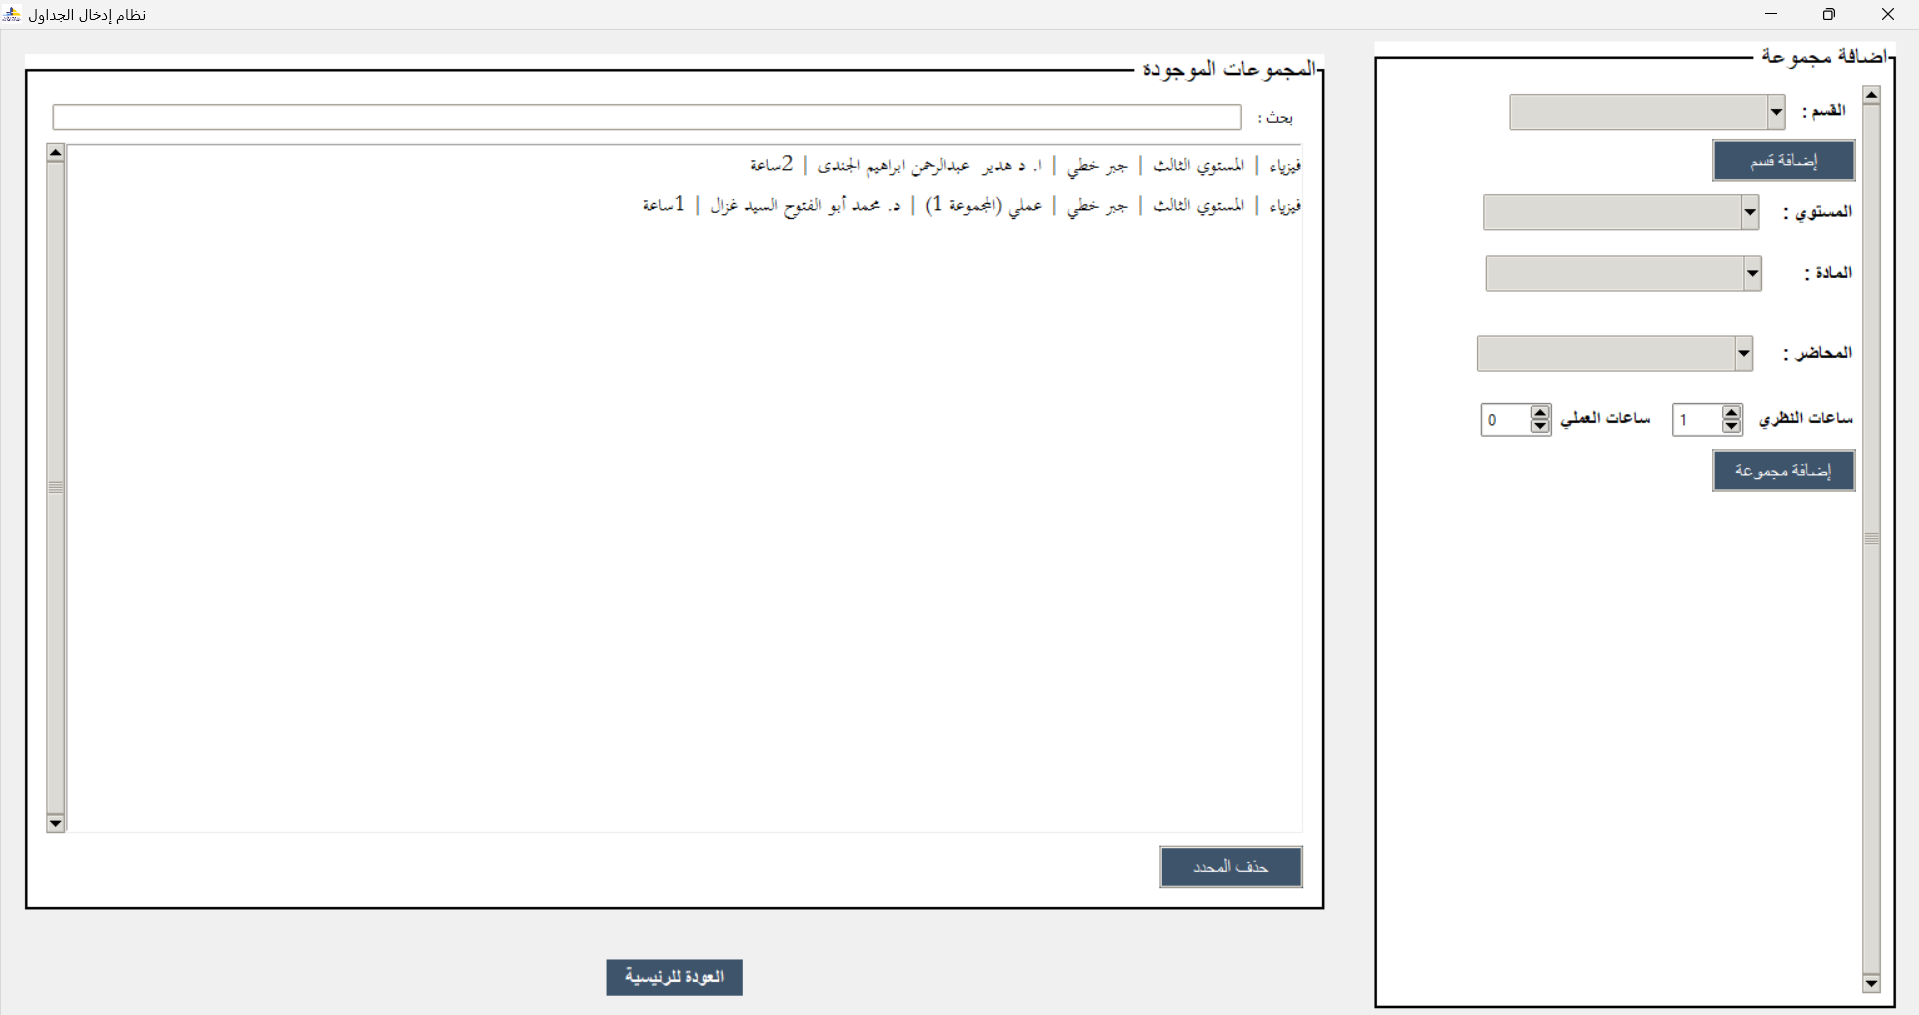 نظام إدخال الجداول
اضافة مجموعة
القسم :
إضافة قسم
المستوي :
المادة :
المحاضر :
ساعات النظري 1 ساعات العملي 0
إضافة مجموعة
المجموعات الموجودة
بحث :
فيزياء | المستوي الثالث | جبر خطي | ا. د هدير عبدالرحمن ابراهيم الجندى | 2ساعة
فيزياء | المستوي الثالث | جبر خطي | عملي (المجموعة 1) | د. محمد أبو الفتوح السيد غزال | 1ساعة
حذف المحدد
العودة للرئيسية